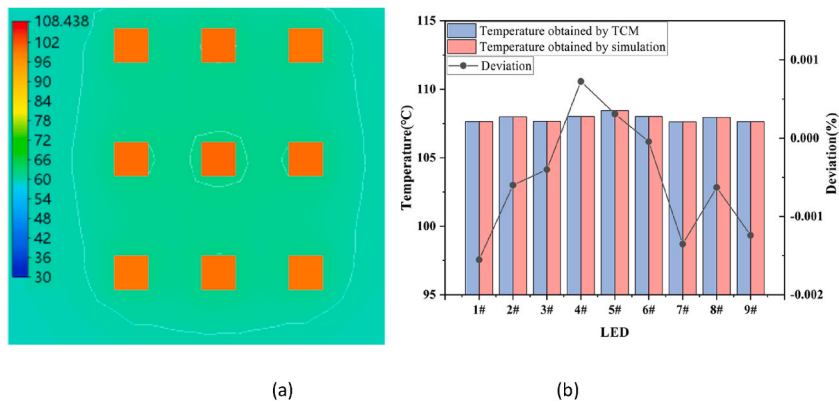 108.438
102
96
90
84
78
72
66
60
54
48
42
36
30
(a)
115
110
105
100
95
Temperature(℃)
Temperature obtained by TCM
Temperature obtained by simulation
Deviation
0.001
0.000
-0.001
-0.002
Deviation(%)
1# 2# 3# 4# 5# 6# 7# 8# 9#
LED
(b)